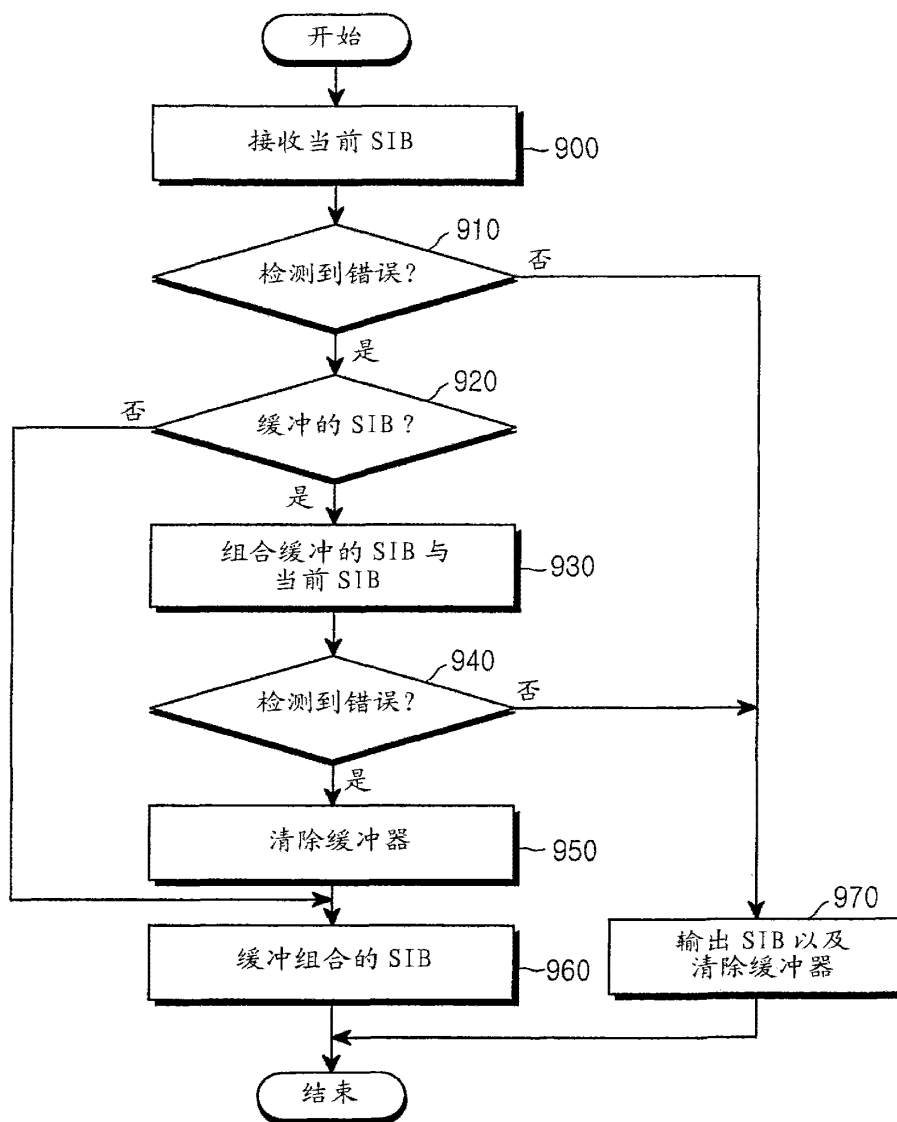 开始
接收当前 SIB
900
910
检测到错误?
否
是
920
否
缓冲的 SIB?
是
组合缓冲的 SIB 与
当前 SIB
930
940
检测到错误?
否
是
清除缓冲器
950
970
缓冲组合的 SIB
960
输出 SIB 以及
清除缓冲器
结束